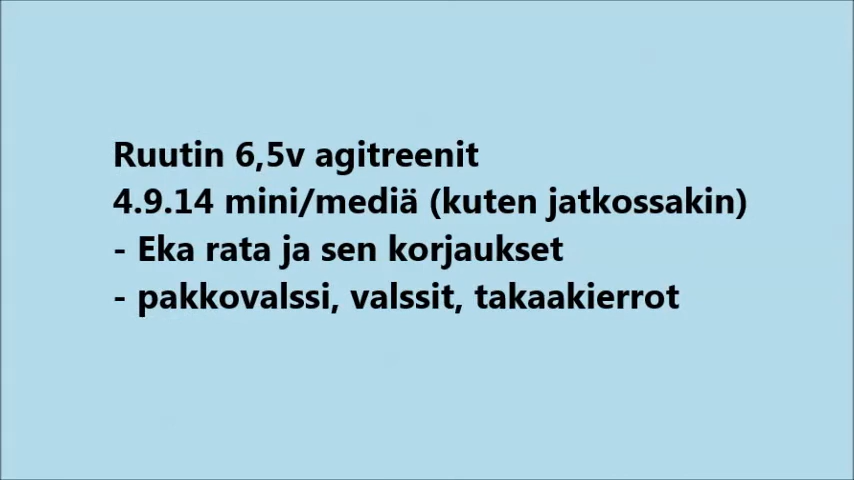 Ruutin 6,5v agitreenit
4.9.14 mini/mediä (kuten jatkossakin)
- Eka rata ja sen korjaukset
- pakkovalssi, valssit, takaakierrot